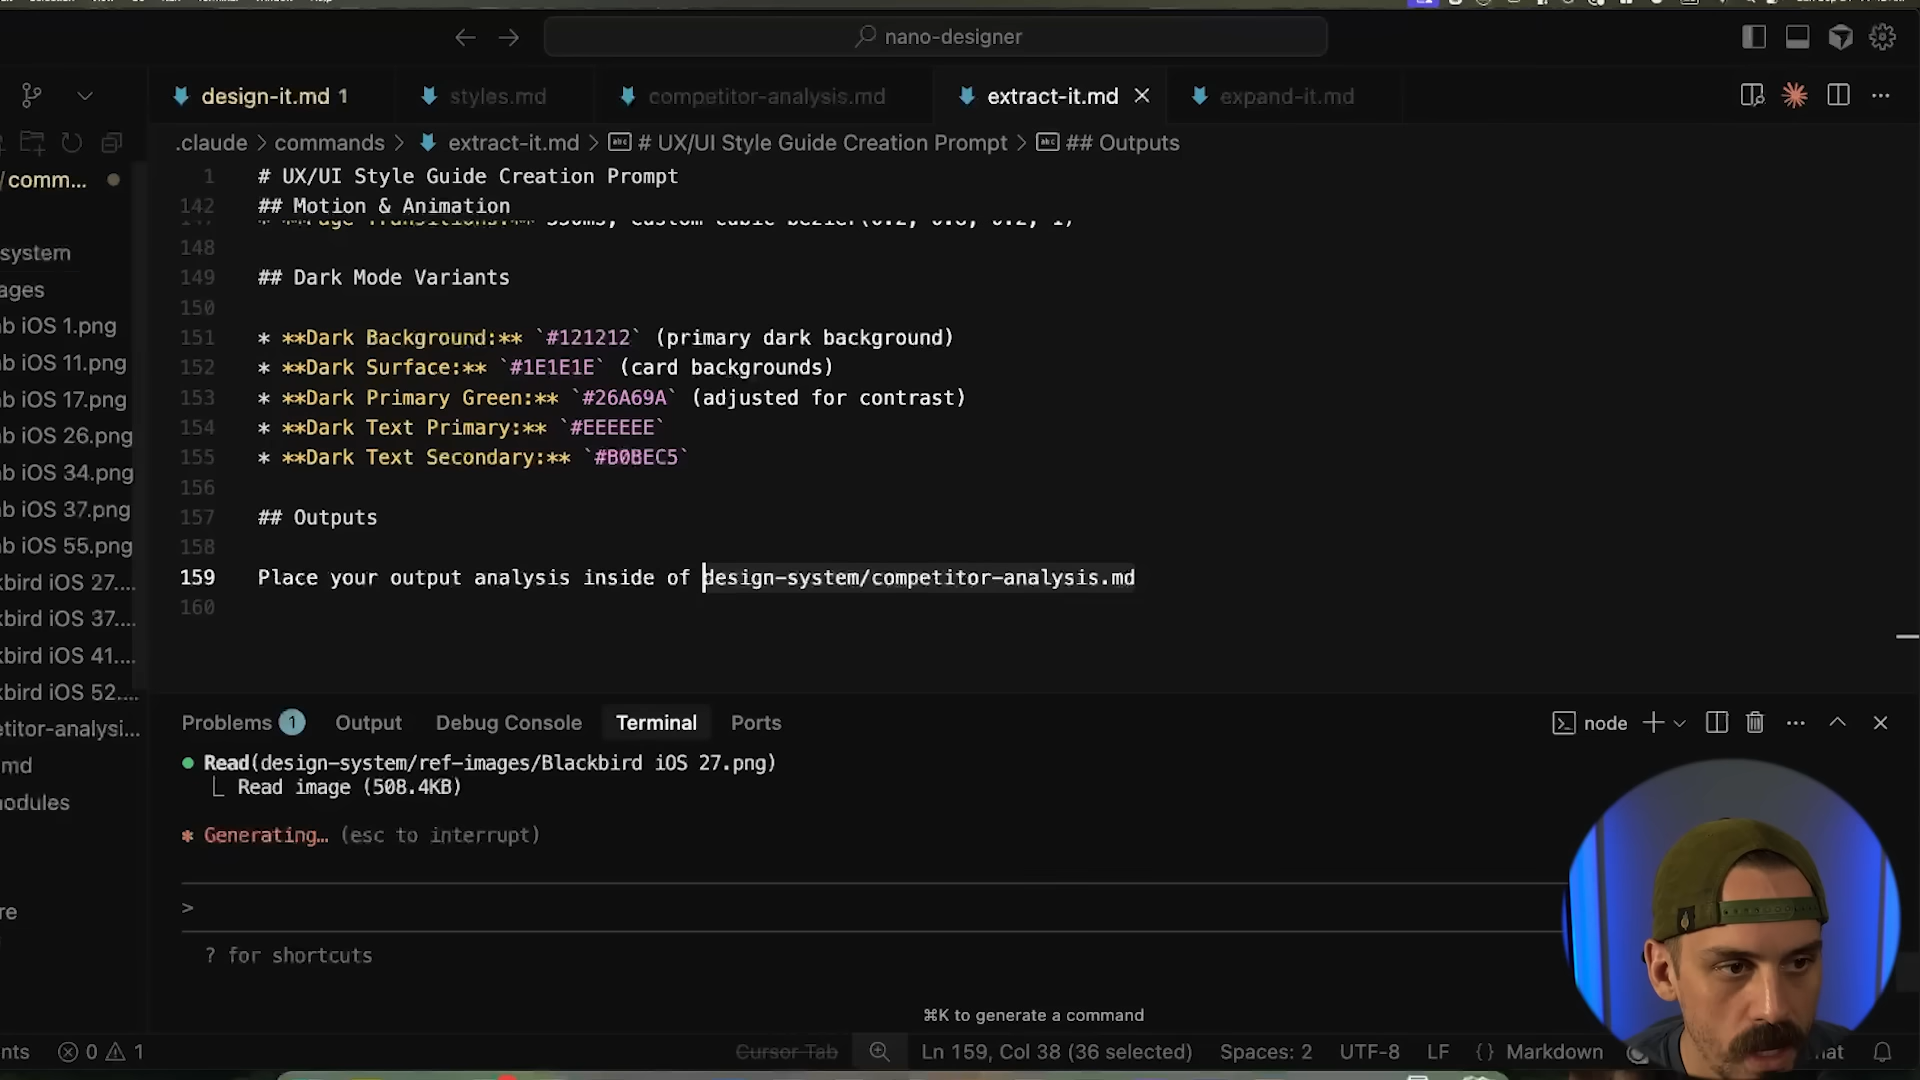 nano-designer
design-it.md 1
styles.md
competitor-analysis.md
extract-it.md
expand-it.md
.claude > commands > extract-it.md > # UX/UI Style Guide Creation Prompt > ## Outputs
1 # UX/UI Style Guide Creation Prompt
142 ## Motion & Animation
148
149 ## Dark Mode Variants
150
151 * **Dark Background:** `#121212` (primary dark background)
152 * **Dark Surface:** `#1E1E1E` (card backgrounds)
153 * **Dark Primary Green:** `#26A69A` (adjusted for contrast)
154 * **Dark Text Primary:** `#EEEEEE`
155 * **Dark Text Secondary:** `#B0BEC5`
156
157 ## Outputs
158
159 Place your output analysis inside of design-system/competitor-analysis.md
160
/comm...
system
ages
b iOS 1.png
b iOS 11.png
b iOS 17.png
b iOS 26.png
b iOS 34.png
b iOS 37.png
b iOS 55.png
kbird iOS 27....
kbird iOS 37....
kbird iOS 41....
kbird iOS 52....
etitor-analysi...
md
nodules
re
Problems 1
Output
Debug Console
Terminal
Ports
node
Read(design-system/ref-images/Blackbird iOS 27.png)
Read image (508.4KB)
* Generating… (esc to interrupt)
>
? for shortcuts
⌘K to generate a command
nts
0
1
Cursor Tab
Ln 159, Col 38 (36 selected)
Spaces: 2
UTF-8
LF
{} Markdown